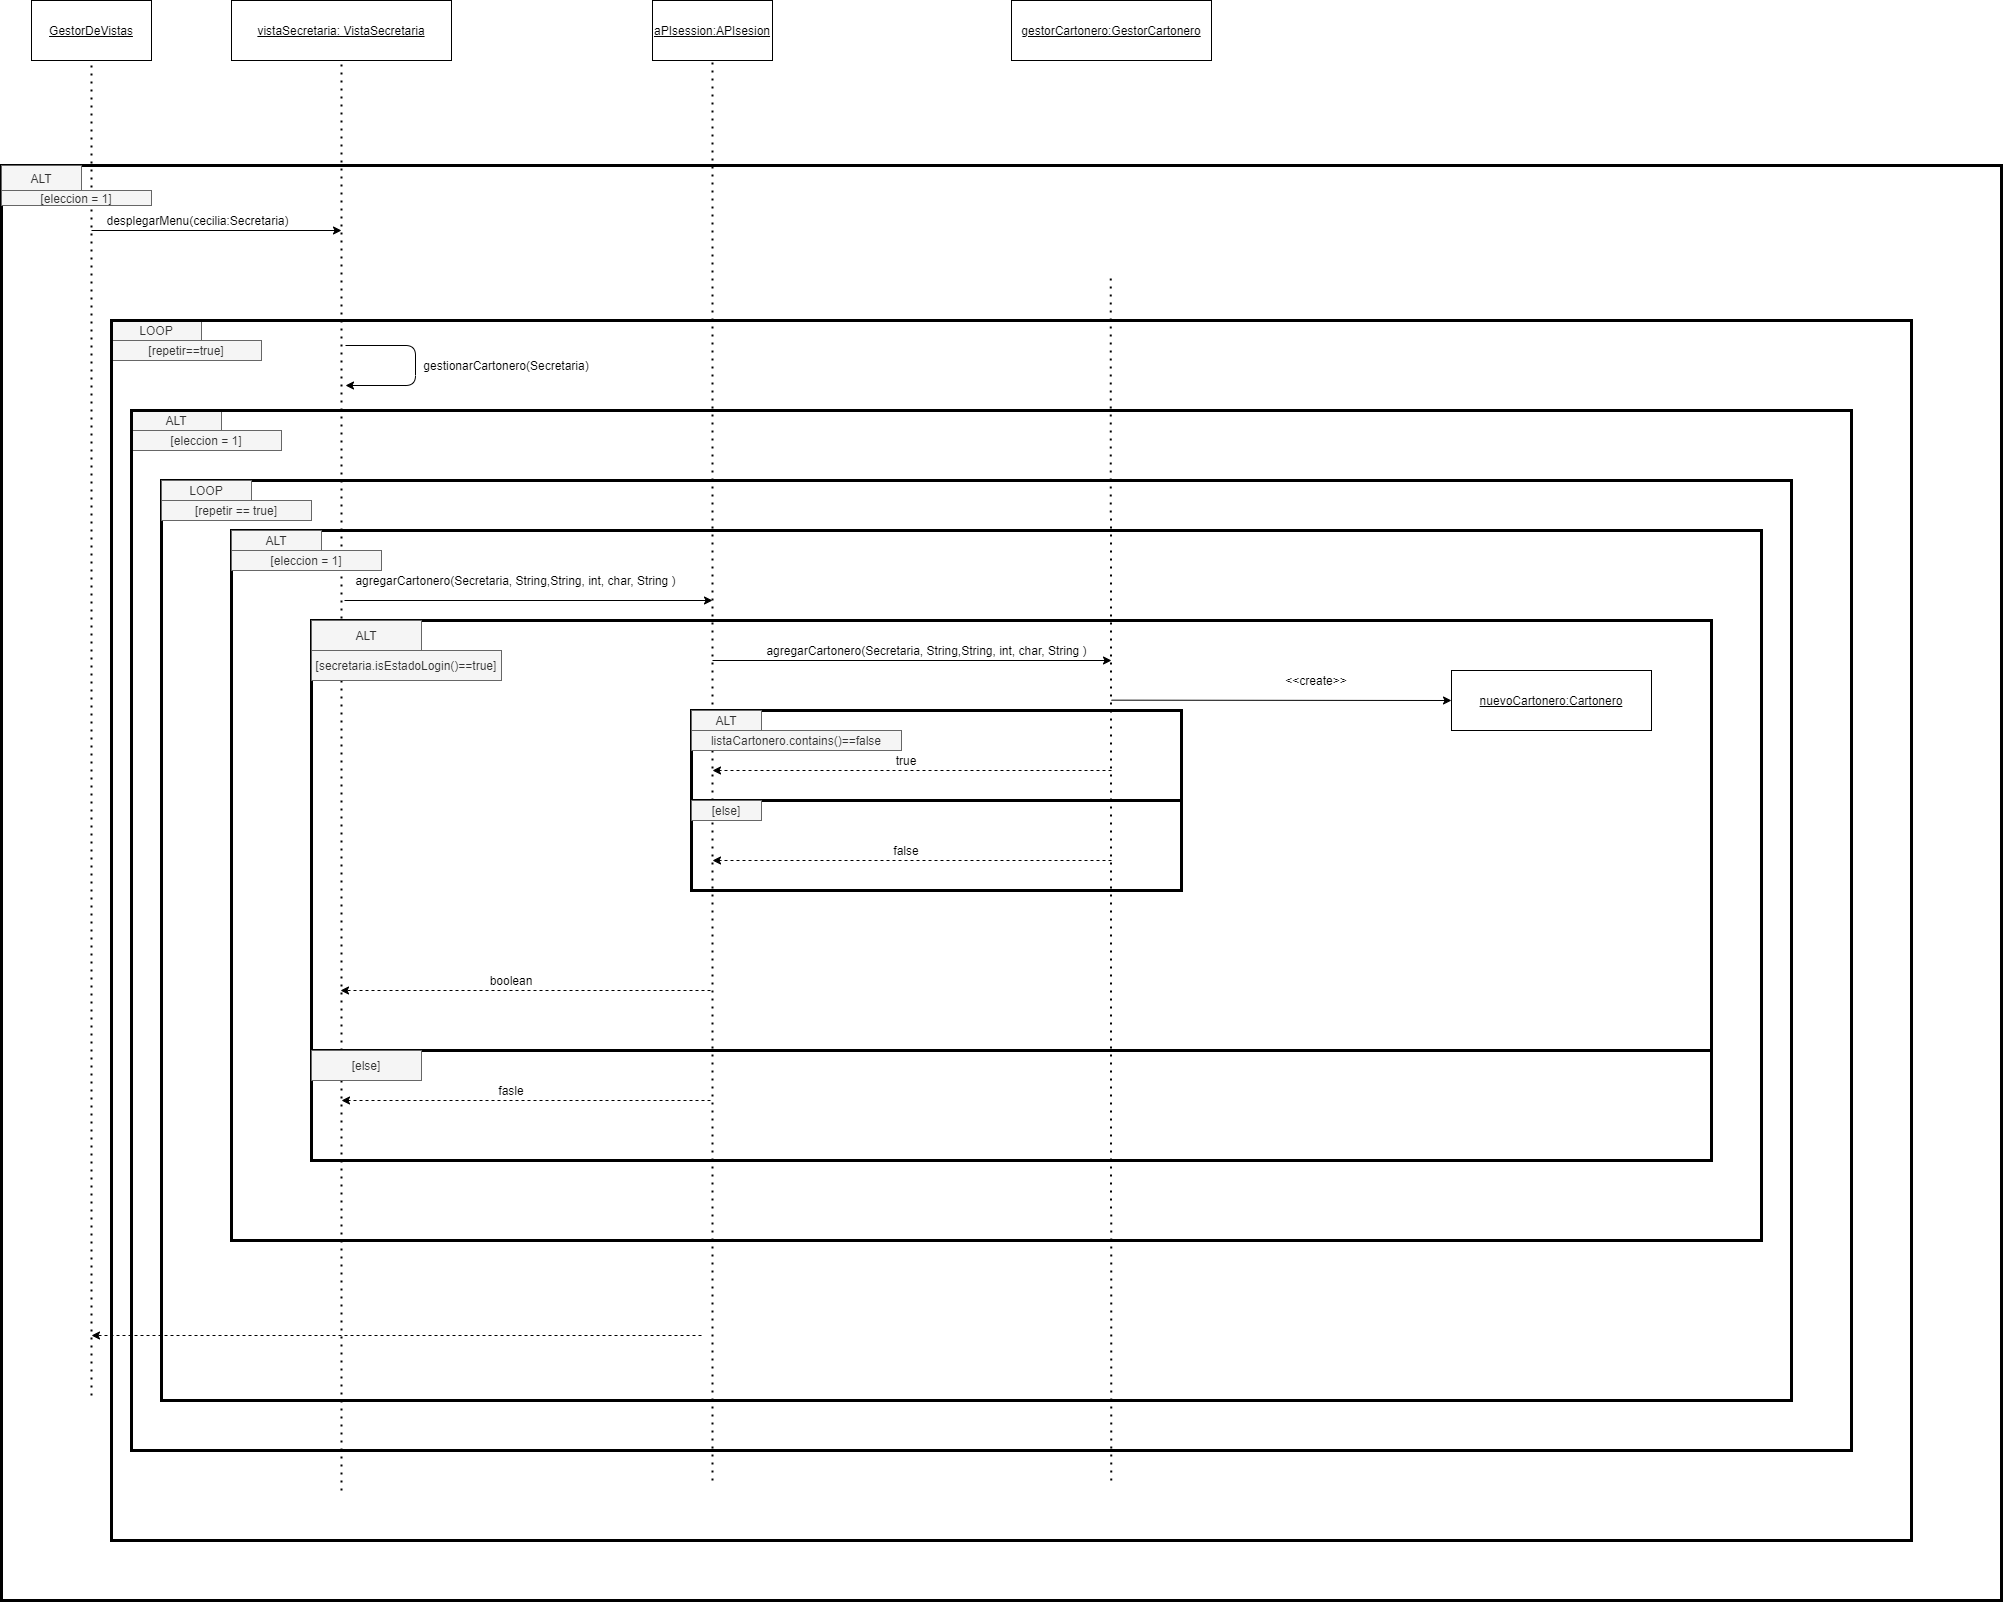 GestorDeVistas
vistaSecretaria: VistaSecretaria
aPIsession:APIsesion
gestorCartonero:GestorCartonero
ALT
[eleccion = 1]
desplegarMenu(cecilia:Secretaria)
LOOP
[repetir==true]
gestionarCartonero(Secretaria)
ALT
[eleccion = 1]
LOOP
[repetir == true]
ALT
[eleccion = 1]
agregarCartonero(Secretaria, String,String, int, char, String )
ALT
[secretaria.isEstadoLogin()==true]
agregarCartonero(Secretaria, String,String, int, char, String )
<<create>>
nuevoCartonero:Cartonero
ALT
listaCartonero.contains()==false
true
[else]
false
boolean
[else]
fasle